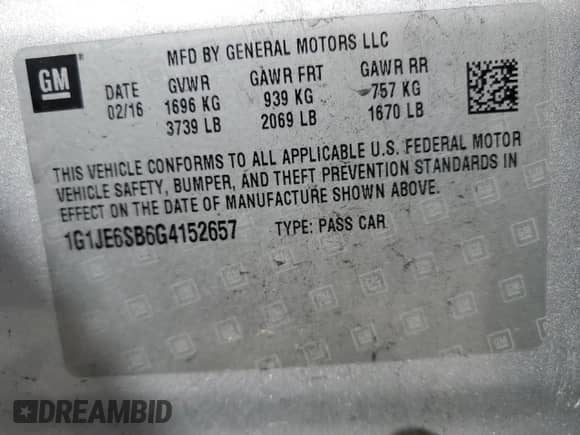 GM
MFD BY GENERAL MOTORS LLC
DATE GVWR GAWR FRT GAWR RR
02/16 1696 KG 939 KG 757 KG
3739 LB 2069 LB 1670 LB
THIS VEHICLE CONFORMS TO ALL APPLICABLE U.S. FEDERAL MOTOR
VEHICLE SAFETY, BUMPER, AND THEFT PREVENTION STANDARDS IN
EFFECT ON THE DATE OF MANUFACTURE SHOWN ABOVE.
1G1JE6SB6G4152657 TYPE: PASS CAR
DREAMBID